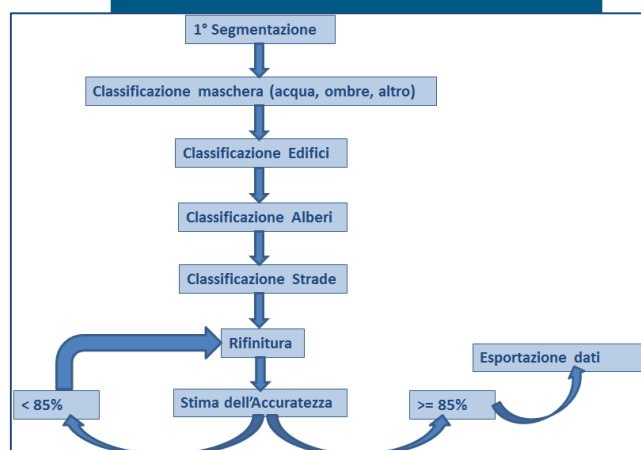 1° Segmentazione
Classificazione maschera (acqua, ombre, altro)
Classificazione Edifici
Classificazione Alberi
Classificazione Strade
Rifinitura
Esportazione dati
< 85%
Stima dell'Accuratezza
>= 85%